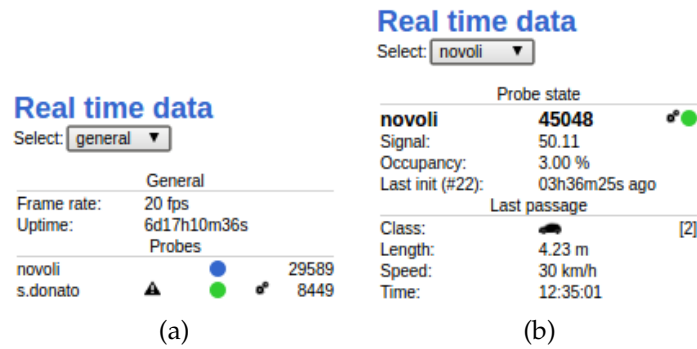 Real time data
Select: general ▼
General
Frame rate: 20 fps
Uptime: 6d17h10m36s
Probes
novoli 29589
s.donato 8449
(a)
Real time data
Select: novoli ▼
Probe state
novoli 45048
Signal: 50.11
Occupancy: 3.00 %
Last init (#22): 03h36m25s ago
Last passage
Class: [2]
Length: 4.23 m
Speed: 30 km/h
Time: 12:35:01
(b)